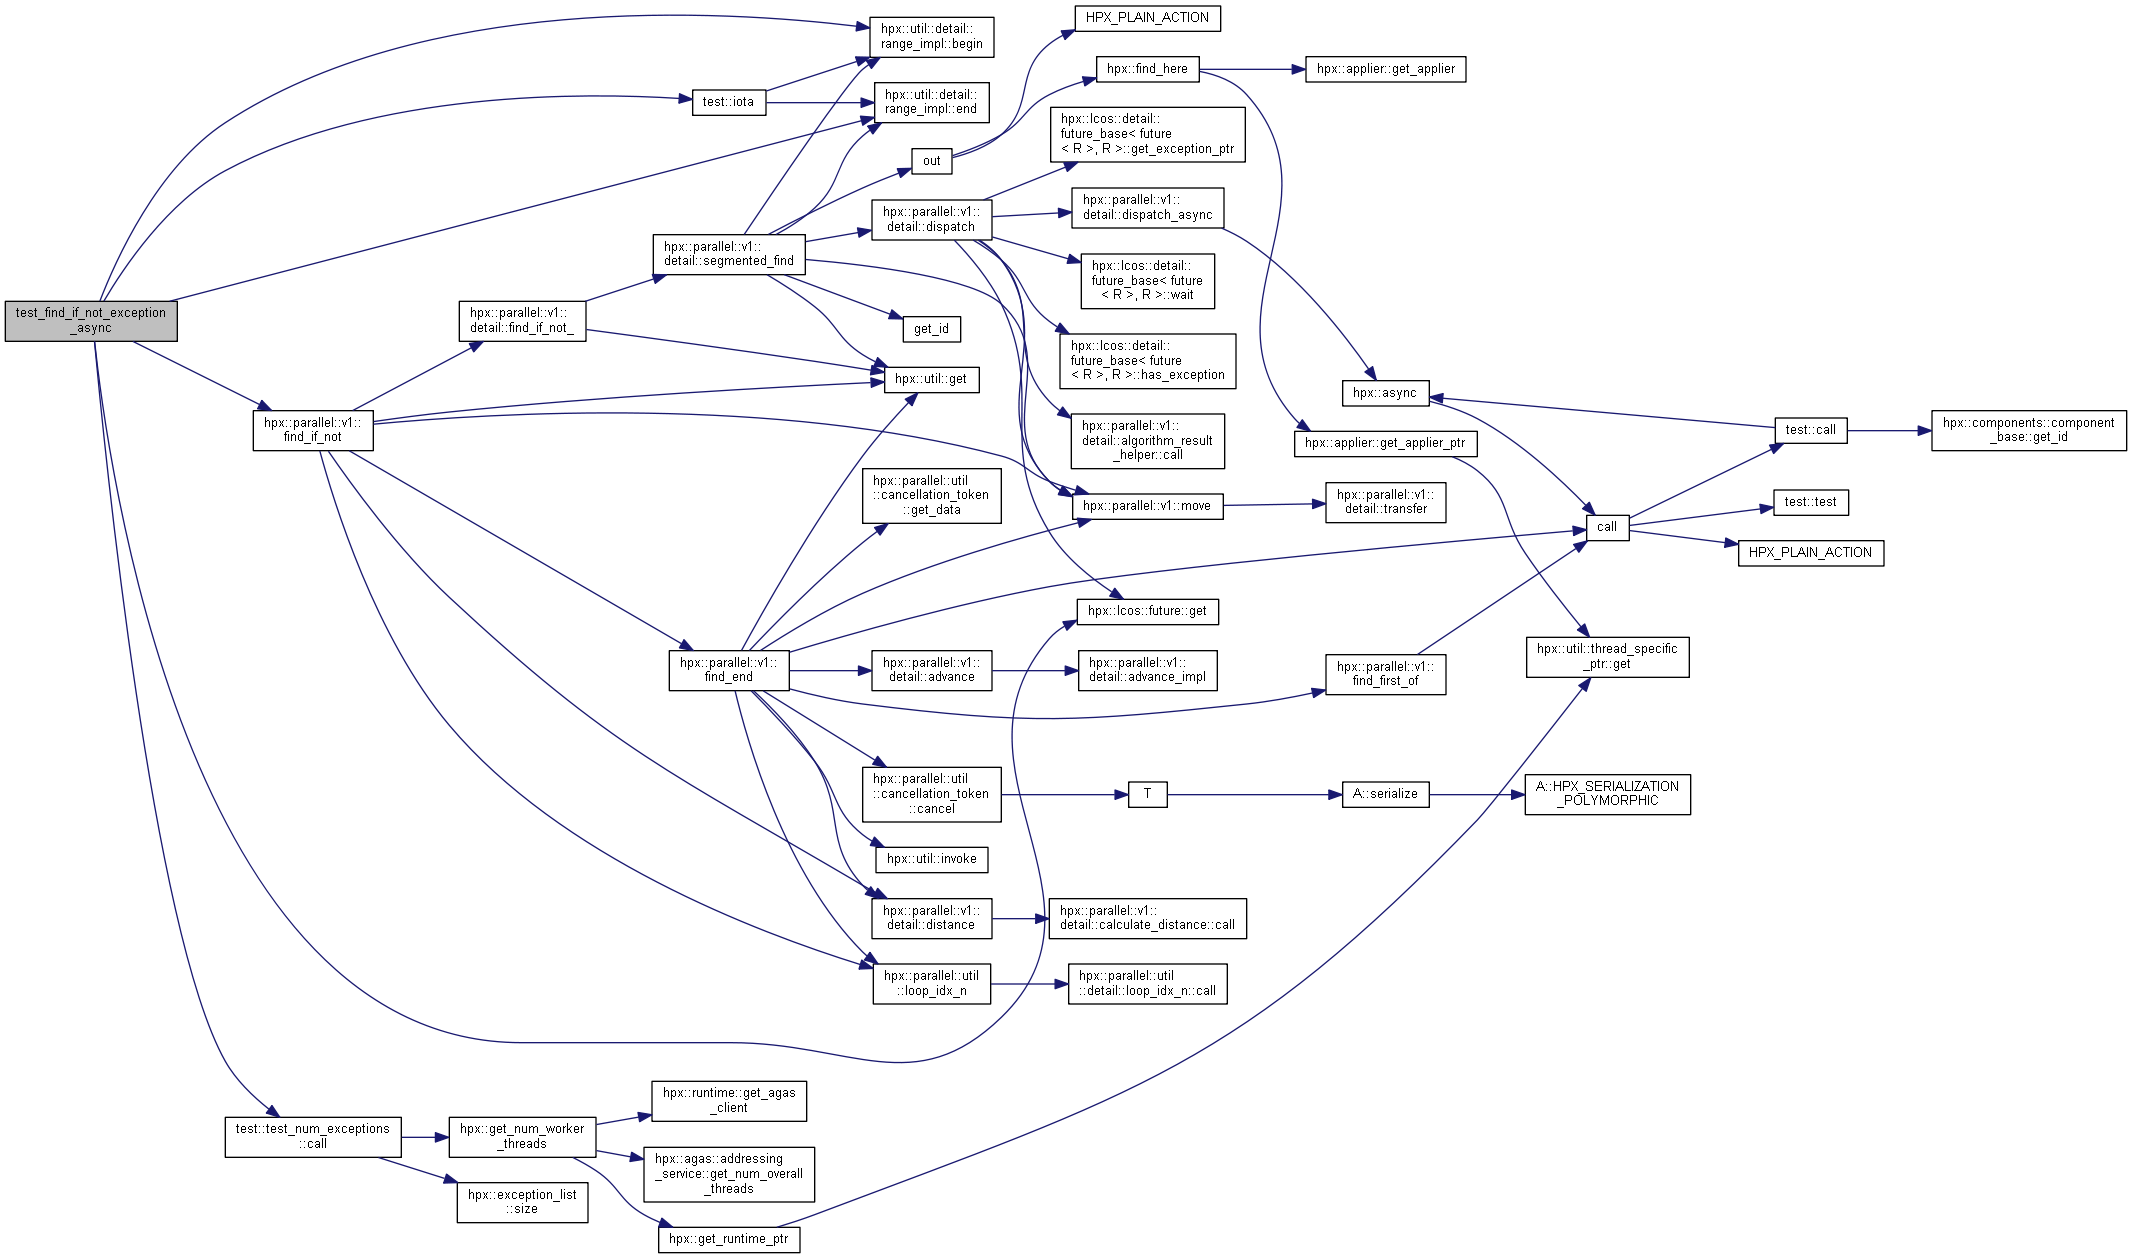 test_find_if_not_exception
_async
hpx::parallel::v1::
find_if_not
test::test_num_exceptions
::call
hpx::parallel::v1::
detail::find_if_not_
hpx::get_num_worker
_threads
hpx::exception_list
::size
test::iota
hpx::parallel::v1::
detail::segmented_find
hpx::parallel::v1::
find_end
hpx::runtime::get_agas
_client
hpx::agas::addressing
_service::get_num_overall
_threads
hpx::get_runtime_ptr
hpx::util::detail::
range_impl::begin
hpx::util::detail::
range_impl::end
out
hpx::parallel::v1::
detail::dispatch
get_id
hpx::util::get
hpx::parallel::util
::cancellation_token
::get_data
hpx::parallel::v1::
detail::advance
hpx::parallel::util
::cancellation_token
::cancel
hpx::util::invoke
hpx::parallel::v1::
detail::distance
hpx::parallel::util
::loop_idx_n
HPX_PLAIN_ACTION
hpx::find_here
hpx::lcos::detail::
future_base< future
< R >, R >::get_exception_ptr
hpx::parallel::v1::
detail::dispatch_async
hpx::lcos::detail::
future_base< future
< R >, R >::wait
hpx::lcos::detail::
future_base< future
< R >, R >::has_exception
hpx::parallel::v1::
detail::algorithm_result
_helper::call
hpx::parallel::v1::move
hpx::lcos::future::get
hpx::parallel::v1::
detail::advance_impl
T
hpx::parallel::v1::
detail::calculate_distance::call
hpx::parallel::util
::detail::loop_idx_n::call
hpx::applier::get_applier
hpx::async
hpx::applier::get_applier_ptr
hpx::parallel::v1::
detail::transfer
hpx::parallel::v1::
find_first_of
A::serialize
call
hpx::util::thread_specific
_ptr::get
A::HPX_SERIALIZATION
_POLYMORPHIC
test::call
test::test
HPX_PLAIN_ACTION
hpx::components::component
_base::get_id